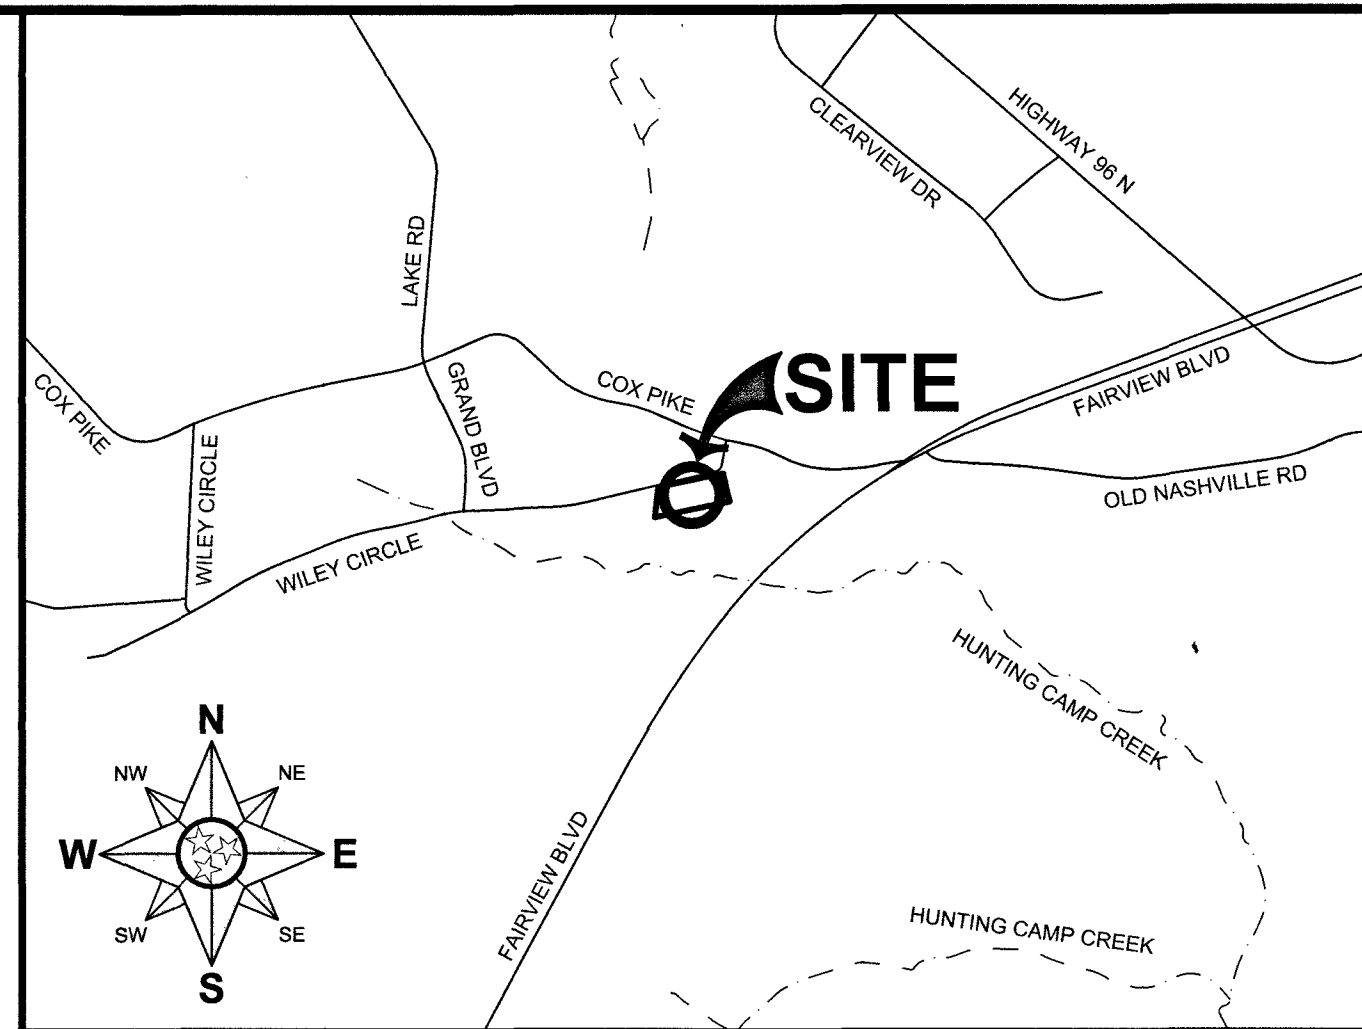 HIGHWAY 96 N
CLEARVIEW DR
LAKE RD
SITE
COX PIKE
GRAND BLVD
COX PIKE
FAIRVIEW BLVD
WILEY CIRCLE
OLD NASHVILLE RD
WILEY CIRCLE
HUNTING CAMP CREEK
N
NW
NE
W
E
SW
SE
S
FAIRVIEW BLVD
HUNTING CAMP CREEK